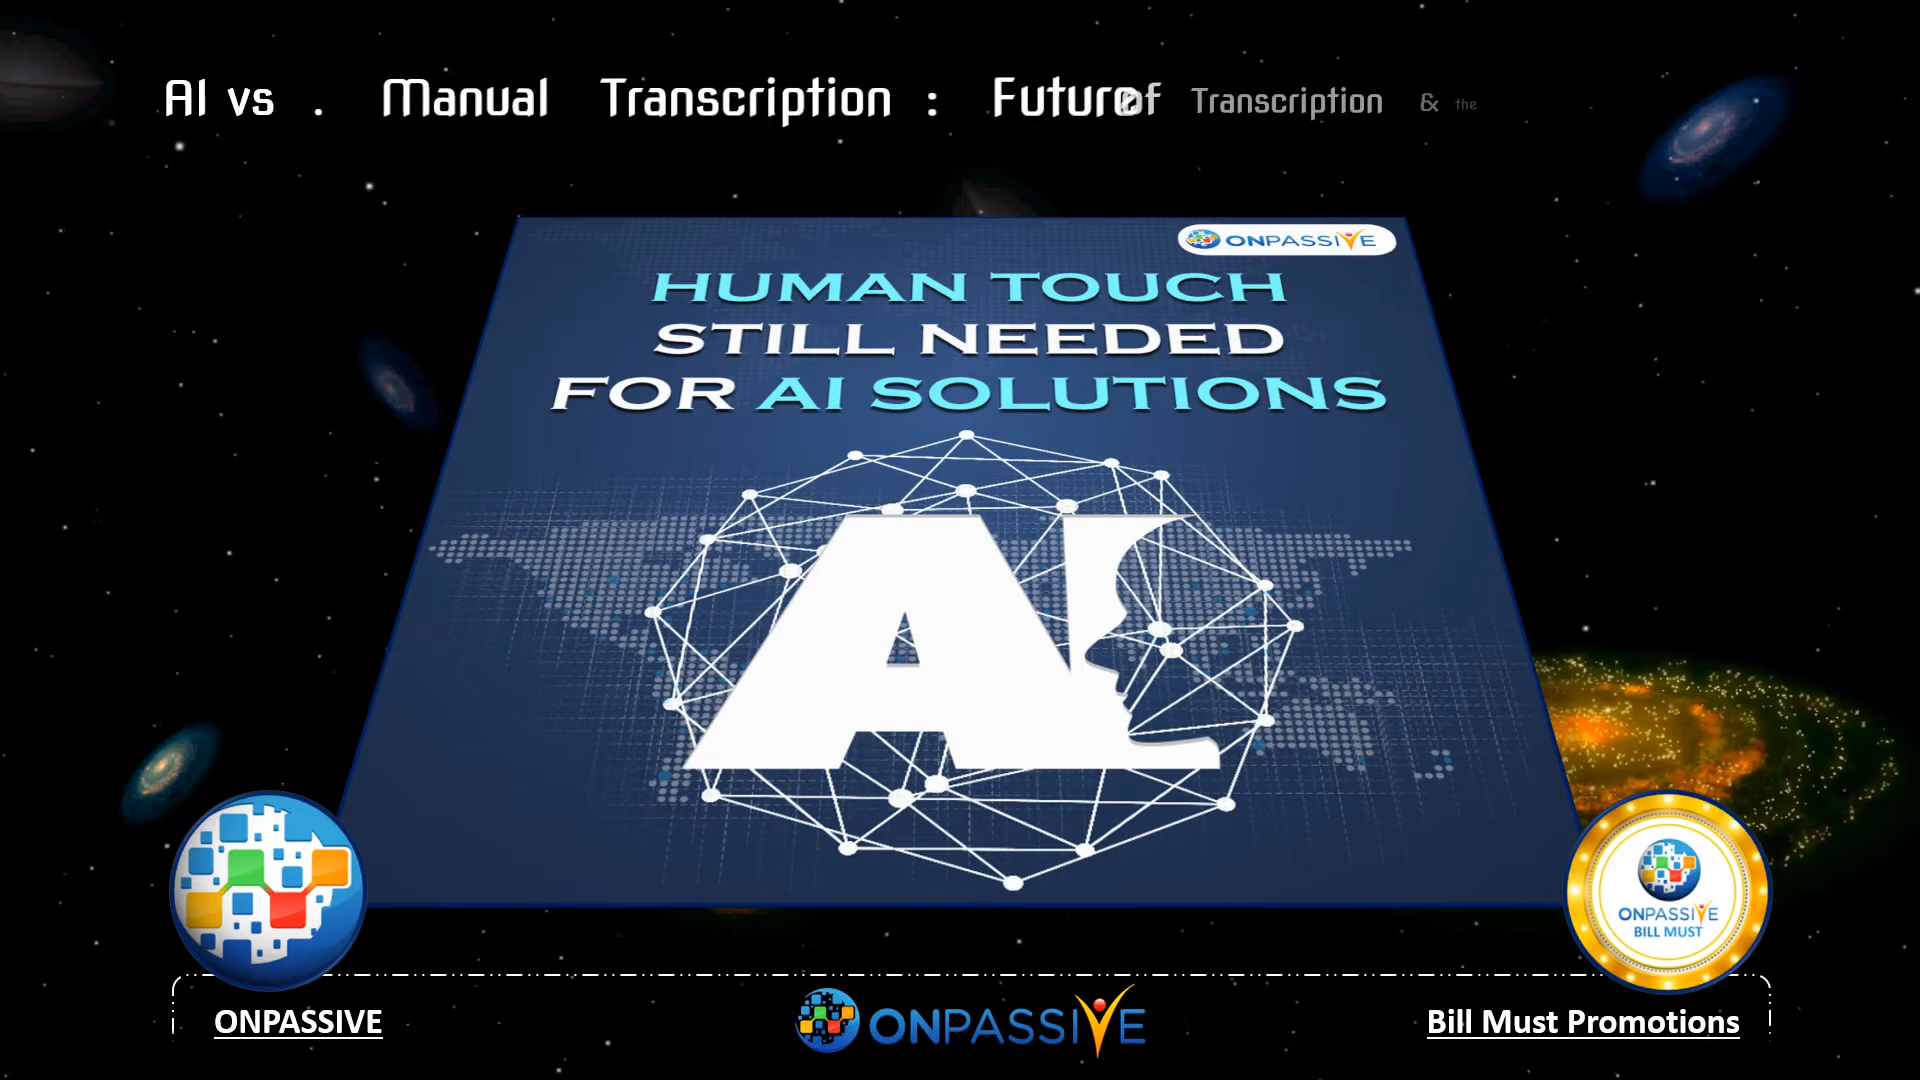 AI vs . Manual Transcription : Future of Transcription & the
ONPASSIVE
HUMAN TOUCH
STILL NEEDED
FOR AI SOLUTIONS
AI
ONPASSIVE
BILL MUST
ONPASSIVE
ONPASSIVE
Bill Must Promotions